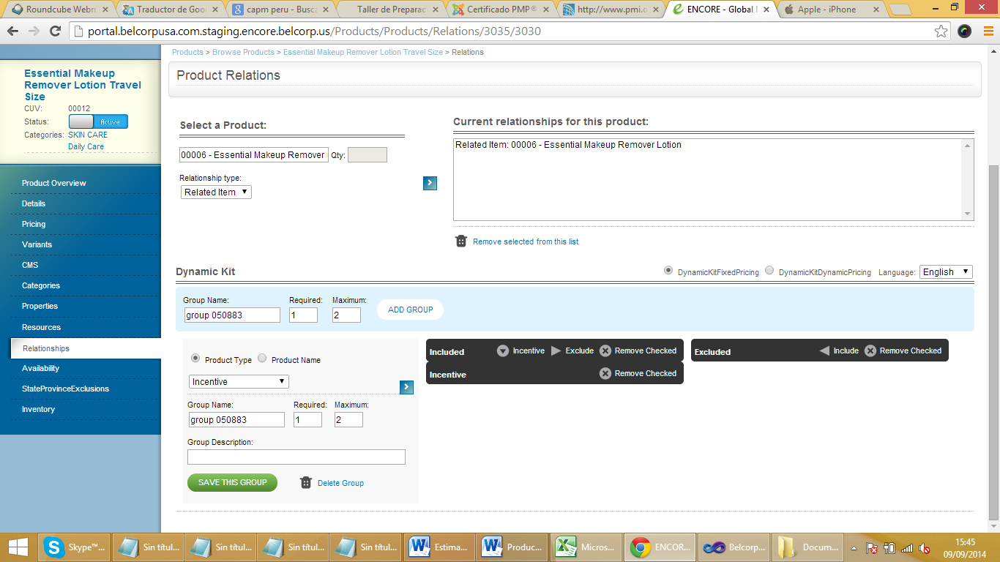 Roundcube Webm
Traductor de Goo
capm peru - Busc
Taller de Preparac
Certificado PMP®
http://www.pmi.o
ENCORE - Global
Apple - iPhone
portal.belcorpusa.com.staging.encore.belcorp.us/Products/Products/Relations/3035/3030
Products > Browse Products > Essential Makeup Remover Lotion Travel Size > Relations
Essential Makeup
Remover Lotion Travel
Size
CUV: 00012
Status: Active
Categories: SKIN CARE
Daily Care
Product Overview
Details
Pricing
Variants
CMS
Categories
Properties
Resources
Relationships
Availability
StateProvinceExclusions
Inventory
Product Relations
Select a Product:
00006 - Essential Makeup Remover Qty:
Relationship type:
Related Item
Current relationships for this product:
Related Item: 00006 - Essential Makeup Remover Lotion
Remove selected from this list
Dynamic Kit DynamicKitFixedPricing DynamicKitDynamicPricing Language: English
Group Name: Required: Maximum:
group 050883 1 2 ADD GROUP
Product Type Product Name
Incentive
Group Name: Required: Maximum:
group 050883 1 2
Group Description:
SAVE THIS GROUP Delete Group
Included Incentive Exclude Remove Checked
Incentive Remove Checked
Excluded Include Remove Checked
Skype™...
Sin títul...
Sin títul...
Sin títul...
Sin títul...
Estima...
Produc...
Micros...
ENCOR...
Belcorp...
Docum...
15:45
09/09/2014